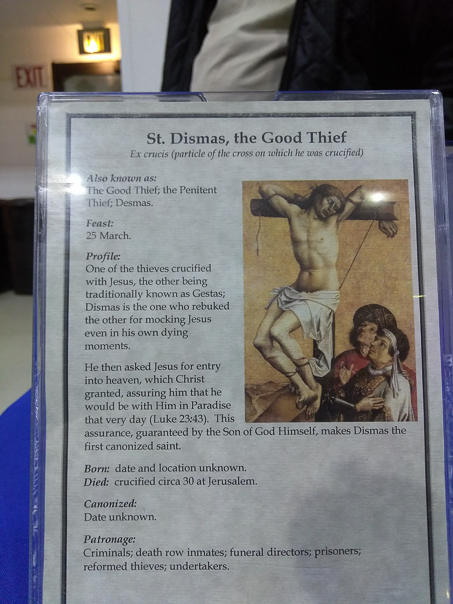 EXIT
St. Dismas, the Good Thief
Ex crucis (particle of the cross on which he was crucified)
Also known as:
The Good Thief; the Penitent
Thief; Desmas.
Feast:
25 March.
Profile:
One of the thieves crucified
with Jesus, the other being
traditionally known as Gestas;
Dismas is the one who rebuked
the other for mocking Jesus
even in his own dying
moments.
He then asked Jesus for entry
into heaven, which Christ
granted, assuring him that he
would be with Him in Paradise
that very day (Luke 23:43).  This
assurance, guaranteed by the Son of God Himself, makes Dismas the
first canonized saint.
Born:  date and location unknown.
Died:  crucified circa 30 at Jerusalem.
Canonized:
Date unknown.
Patronage:
Criminals; death row inmates; funeral directors; prisoners;
reformed thieves; undertakers.